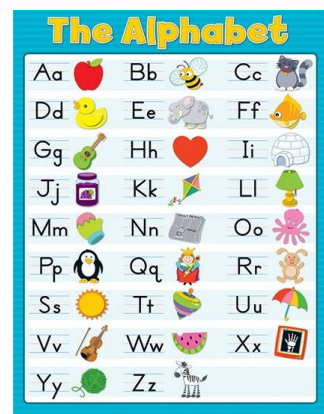 The Alphabet
Aa Bb Cc
Dd Ee Ff
Gg Hh Ii
Jj Kk Ll
Mm Nn Oo
Pp Qq Rr
Ss Tt Uu
Vv Ww Xx
Yy Zz